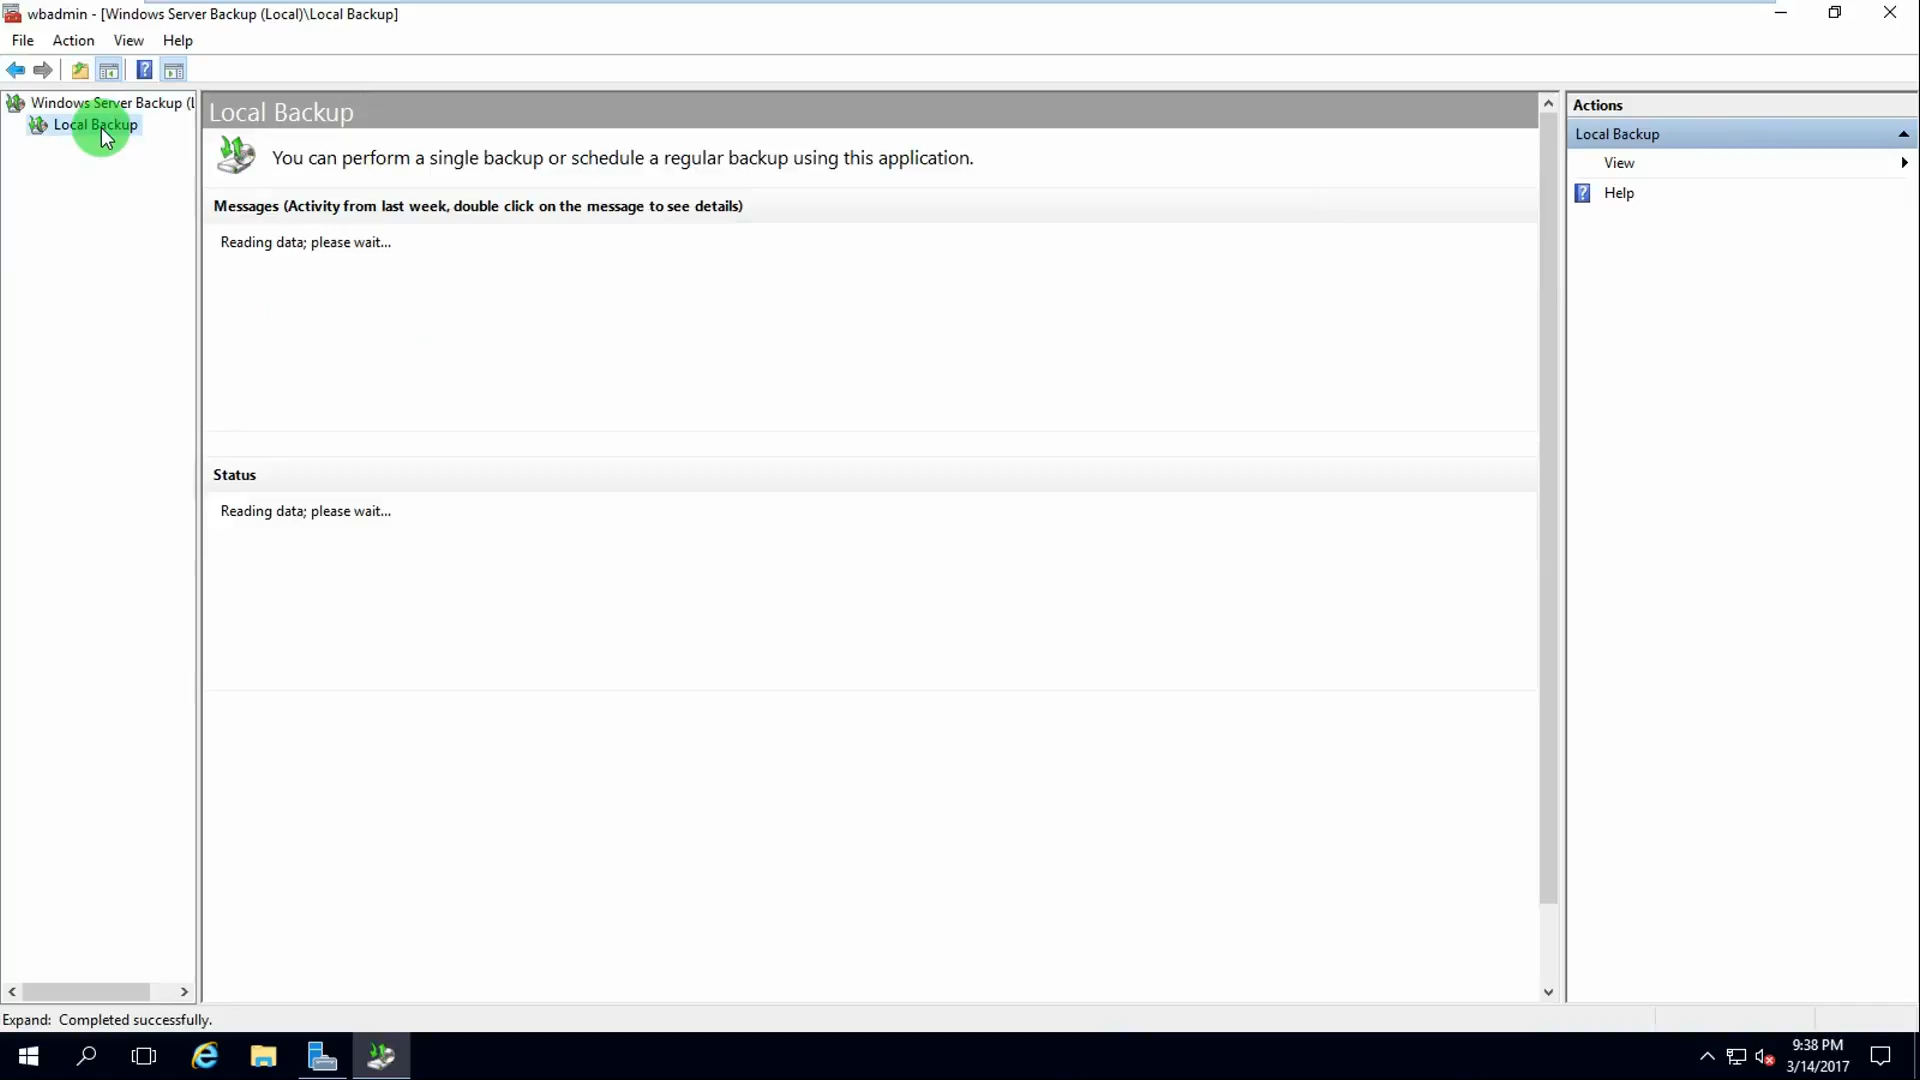 wbadmin - [Windows Server Backup (Local)\Local Backup]
File Action View Help
Windows Server Backup (L
Local Backup
Local Backup
You can perform a single backup or schedule a regular backup using this application.
Messages (Activity from last week, double click on the message to see details)
Reading data; please wait...
Status
Reading data; please wait...
Actions
Local Backup
View
Help
Expand: Completed successfully.
9:38 PM
3/14/2017